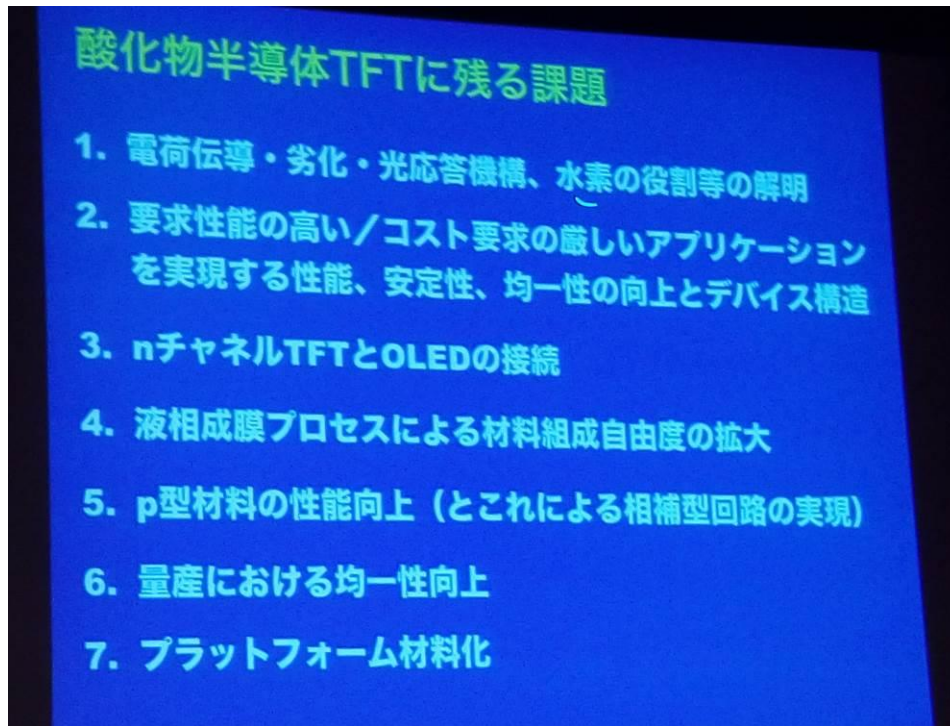 酸化物半導体TFTに残る課題
1. 電荷伝導・劣化・光応答機構、水素の役割等の解明
2. 要求性能の高い／コスト要求の厳しいアプリケーション
を実現する性能、安定性、均一性の向上とデバイス構造
3. nチャネルTFTとOLEDの接続
4. 液相成膜プロセスによる材料組成自由度の拡大
5. p型材料の性能向上（とこれによる相補型回路の実現）
6. 量産における均一性向上
7. プラットフォーム材料化